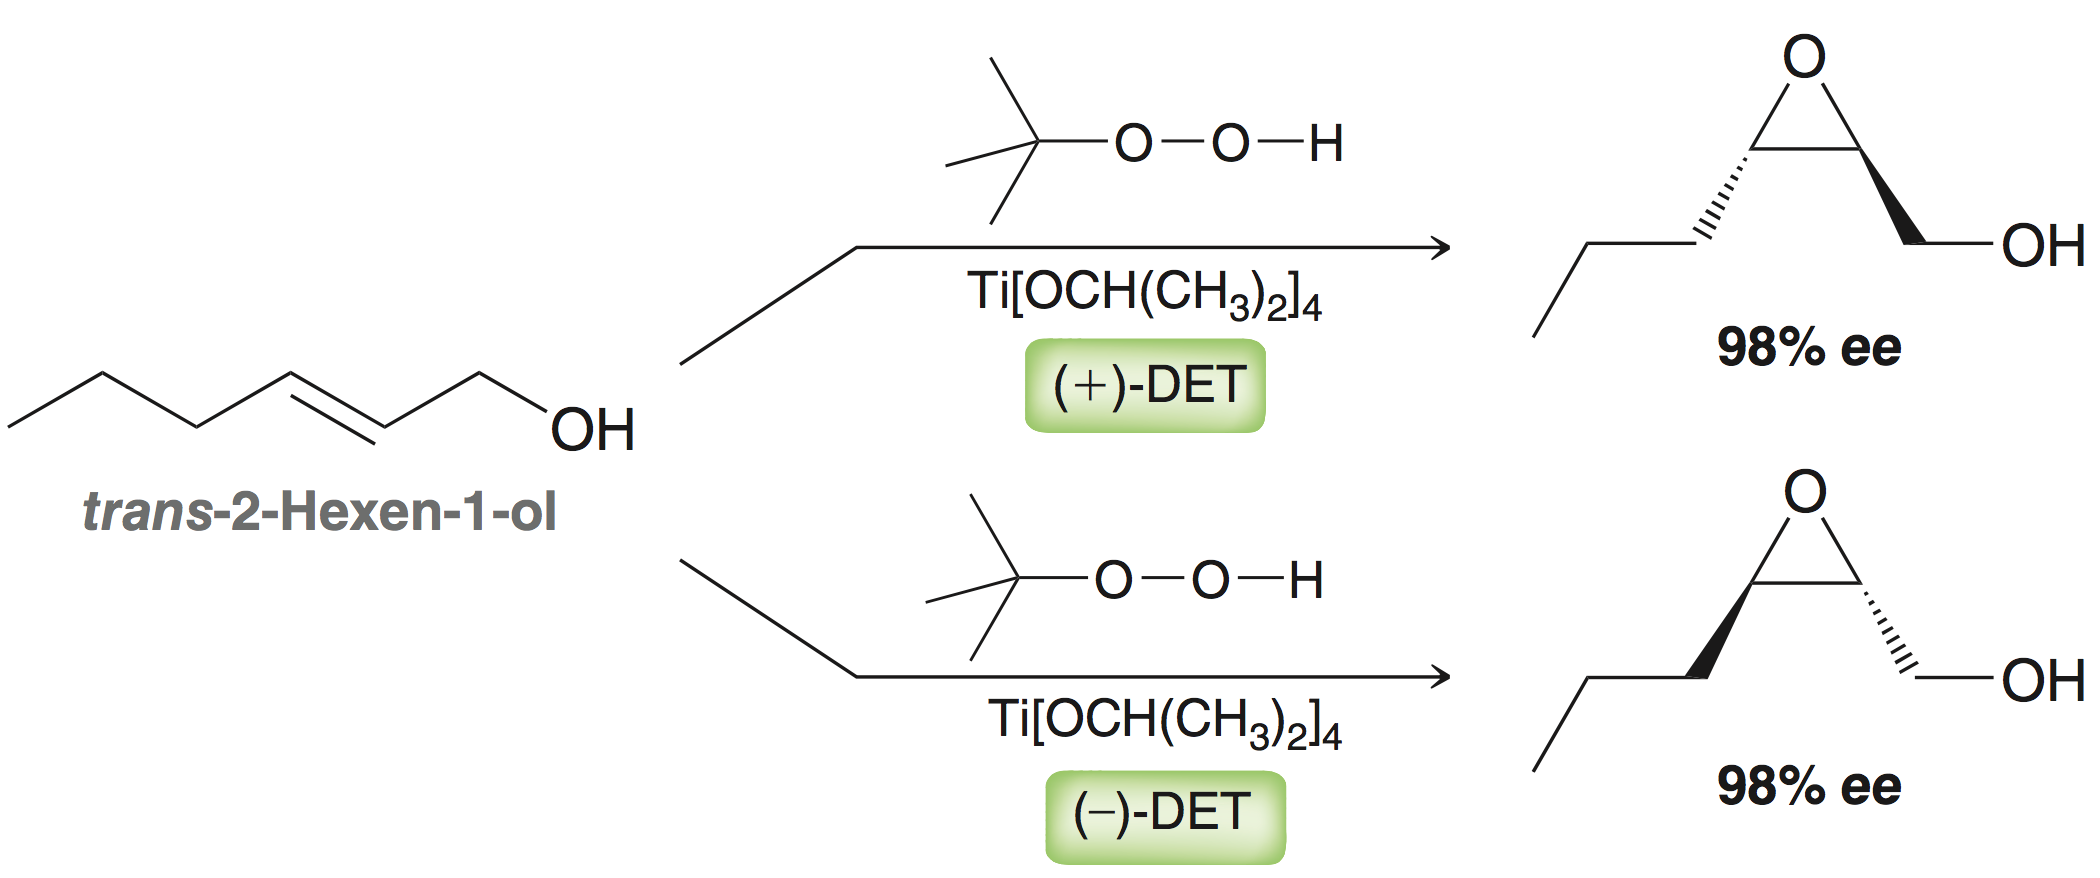 O
O—O—H
OH
Ti[OCH(CH₃)₂]₄
98% ee
(+)-DET
OH
trans-2-Hexen-1-ol
O
O—O—H
OH
Ti[OCH(CH₃)₂]₄
98% ee
(−)-DET